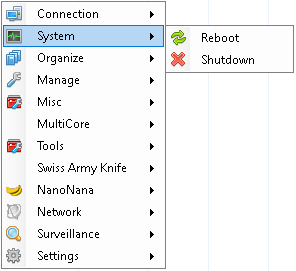 Connection
System
Reboot
Organize
Shutdown
Manage
Misc
MultiCore
Tools
Swiss Army Knife
NanoNana
Network
Surveillance
Settings